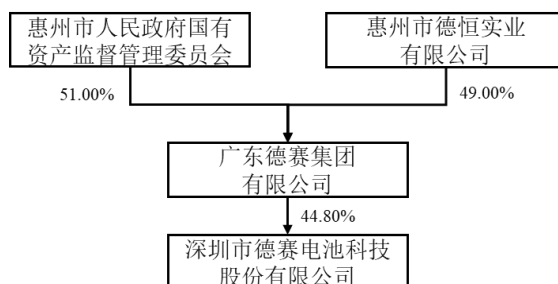 惠州市人民政府国有
资产监督管理委员会
惠州市德恒实业
有限公司
51.00%
49.00%
广东德赛集团
有限公司
44.80%
深圳市德赛电池科技
股份有限公司